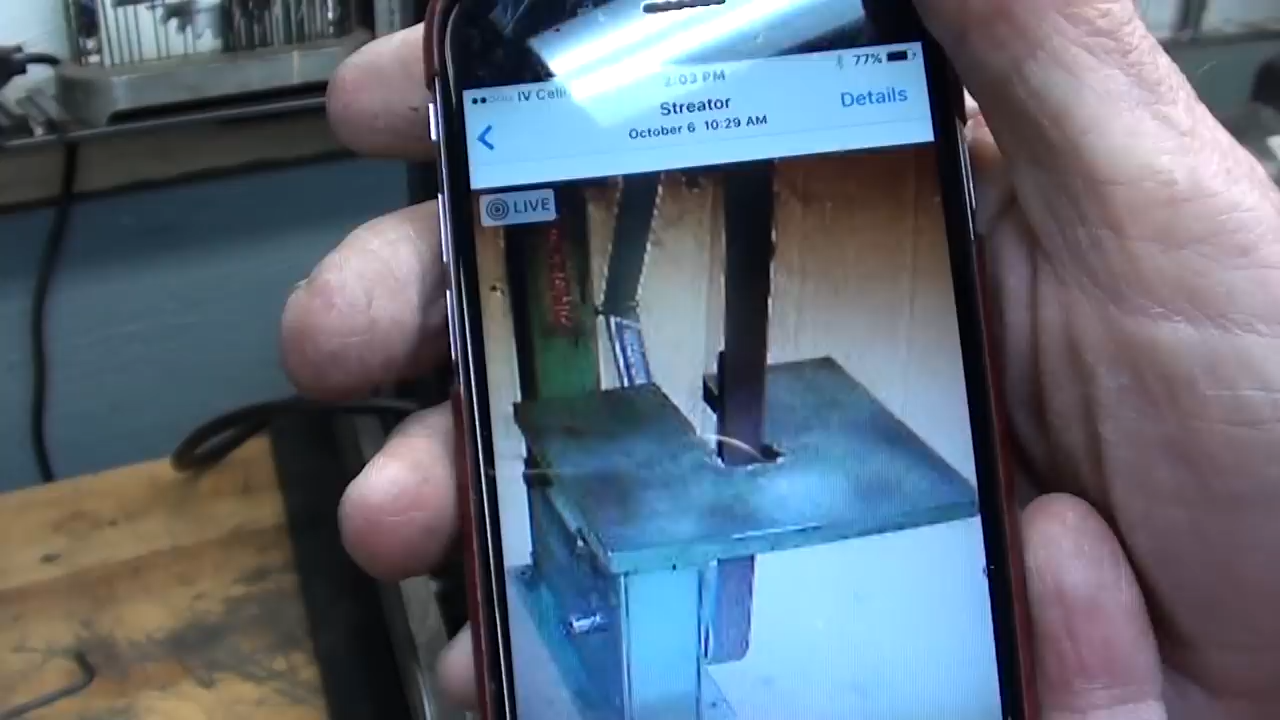 IV Cell
2:03 PM
77%
Streator
October 6 10:29 AM
Details
LIVE